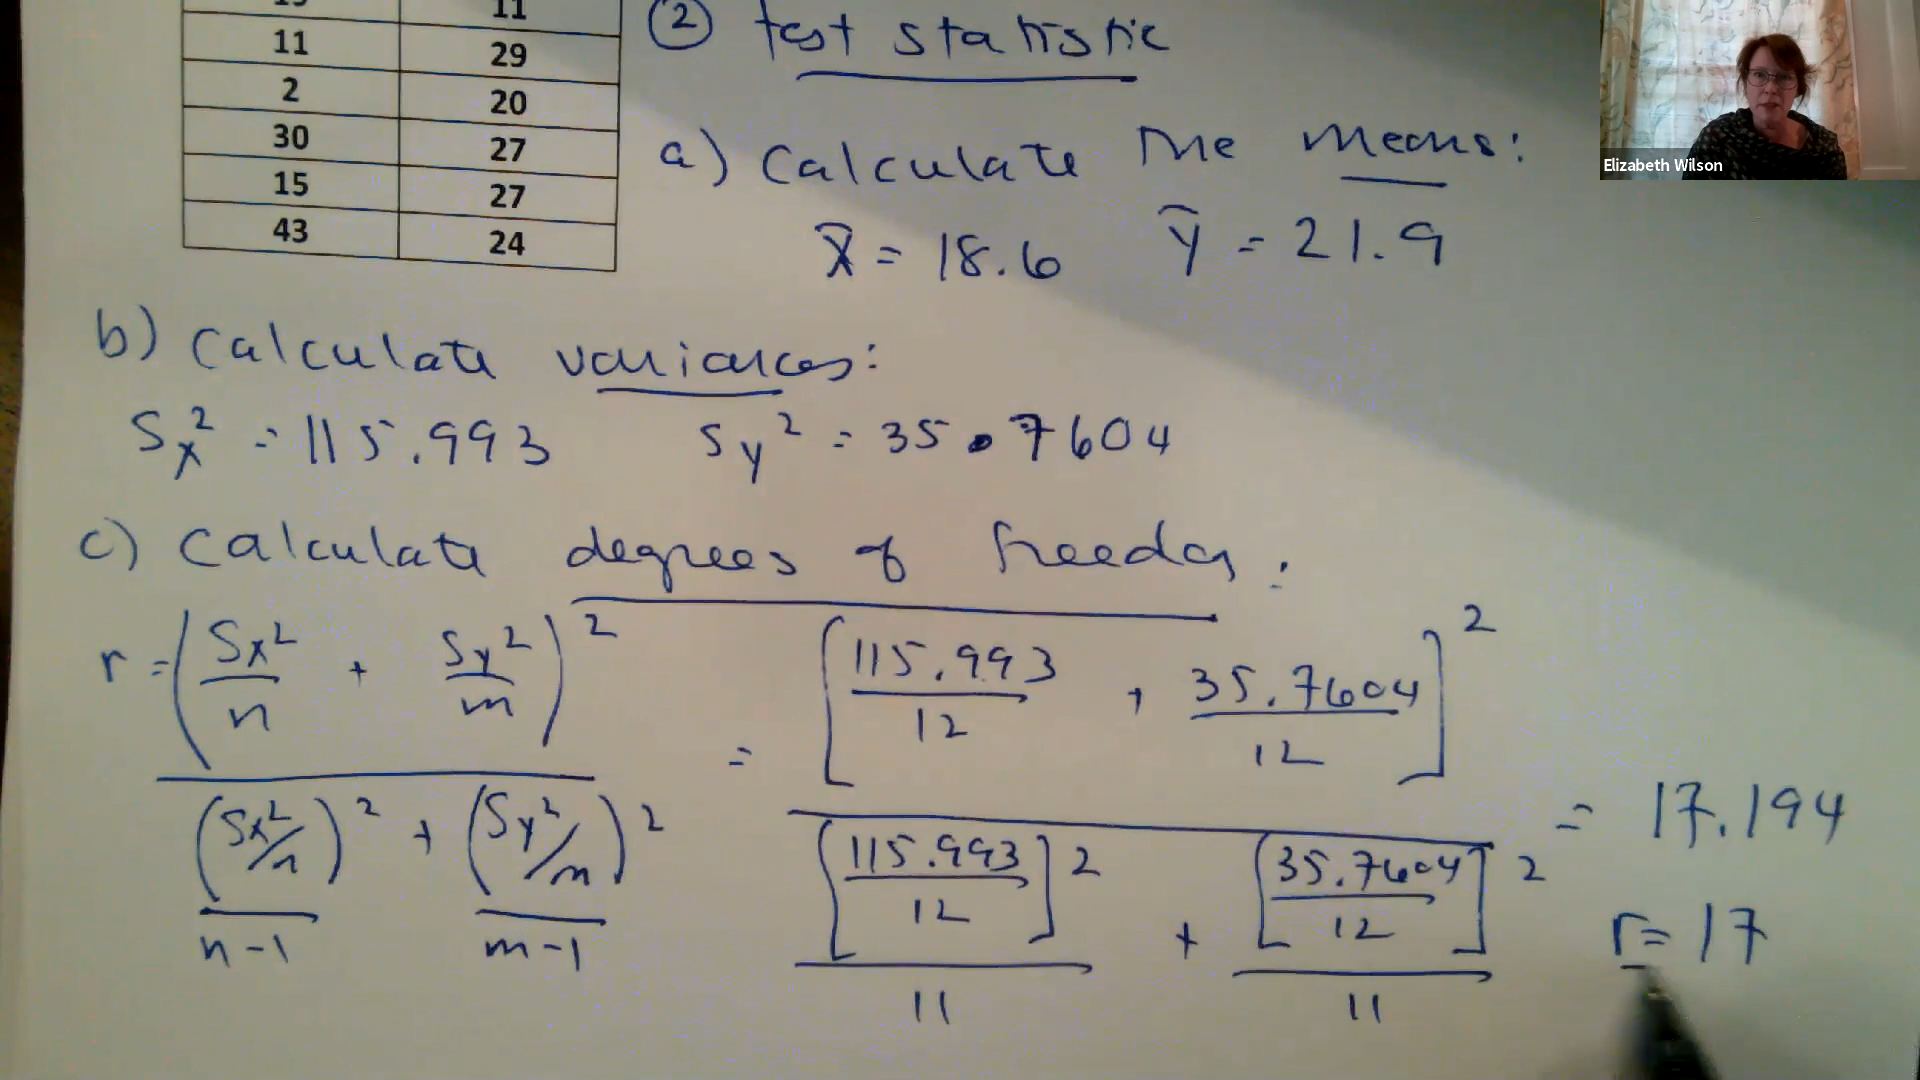 11
② test statistic
11 29
2 20
30 27
15 27
43 24
Elizabeth Wilson
a) Calculate the means:
x̄ = 18.6 ȳ = 21.9
b) Calculate variances:
Sx² = 115.993 Sy² = 35.7604
c) Calculate degrees of freedom:
r = (Sx²/n + Sy²/m)² / ((Sx²/n)²/(n-1) + (Sy²/m)²/(m-1)) = [115.993/12 + 35.7604/12]² / ([115.993/12]²/11 + [35.7604/12]²/11) = 17.194
r = 17